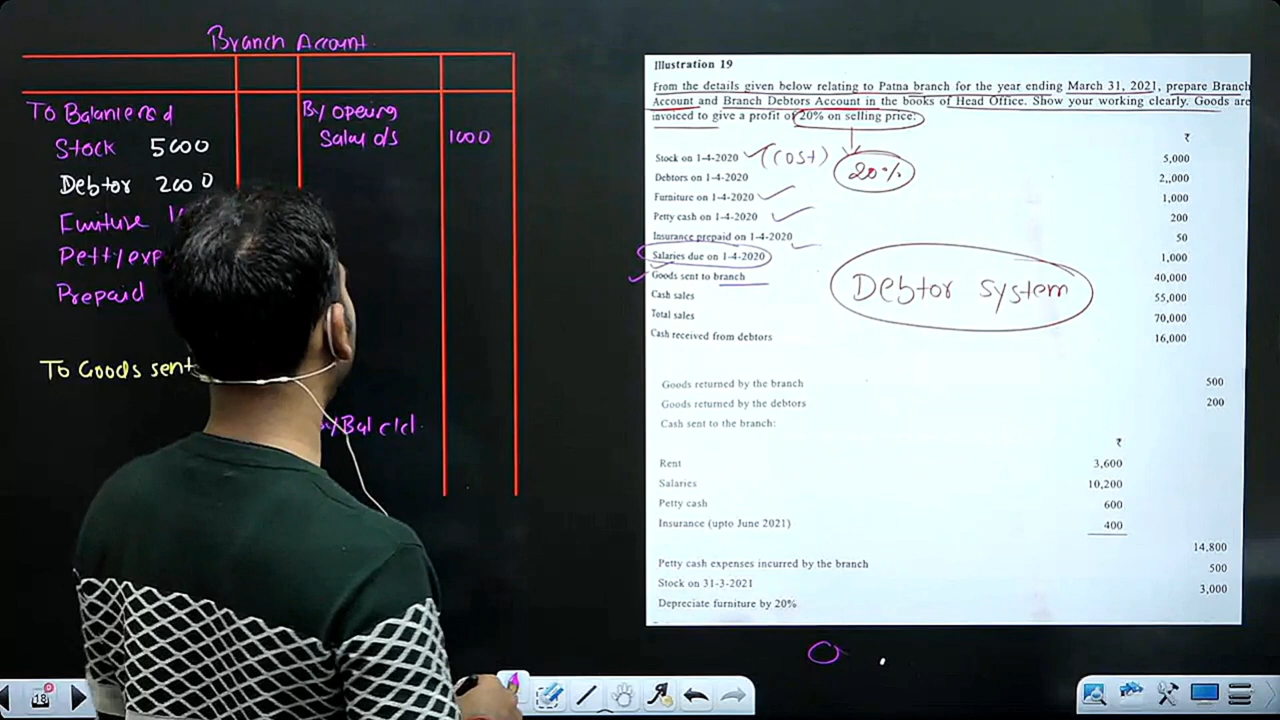 Branch Account
To Balance b d
Stock 5000
Debtor 2000
Funiture
Petty exp
Prepaid
To Goods sent
By opening
Salary o/s 1000
By Bal c/d
Illustration 19
From the details given below relating to Patna branch for the year ending March 31, 2021, prepare Branch
Account and Branch Debtors Account in the books of Head Office. Show your working clearly. Goods are
invoiced to give a profit of 20% on selling price:
₹
Stock on 1-4-2020 (cost) 5,000
20%
Debtors on 1-4-2020 2,,000
Furniture on 1-4-2020 1,000
Petty cash on 1-4-2020 200
Insurance prepaid on 1-4-2020 50
Salaries due on 1-4-2020 1,000
Goods sent to branch 40,000
Debtor system
Cash sales 55,000
Total sales 70,000
Cash received from debtors 16,000
Goods returned by the branch 500
Goods returned by the debtors 200
Cash sent to the branch:
₹
Rent 3,600
Salaries 10,200
Petty cash 600
Insurance (upto June 2021) 400
14,800
Petty cash expenses incurred by the branch 500
Stock on 31-3-2021 3,000
Depreciate furniture by 20%
18